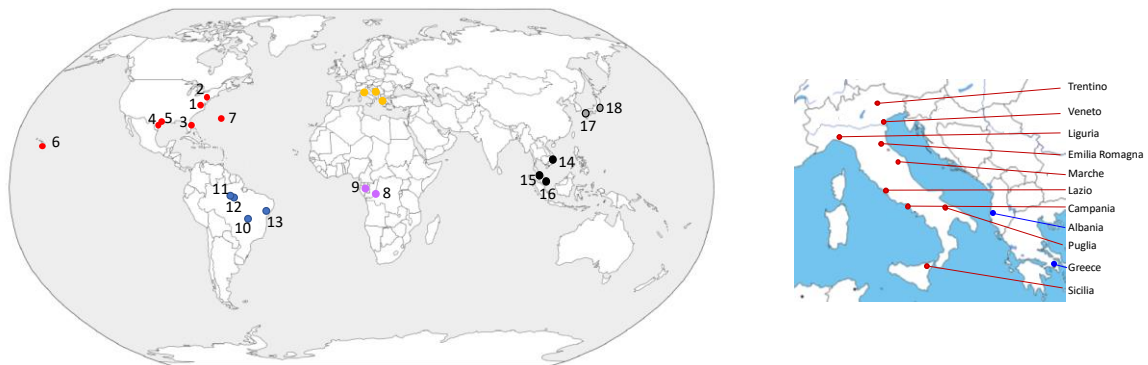 2
1
4 5
3
7
6
18
17
14
15
16
9
8
11
12
13
10
Trentino
Veneto
Liguria
Emilia Romagna
Marche
Lazio
Campania
Albania
Puglia
Greece
Sicilia